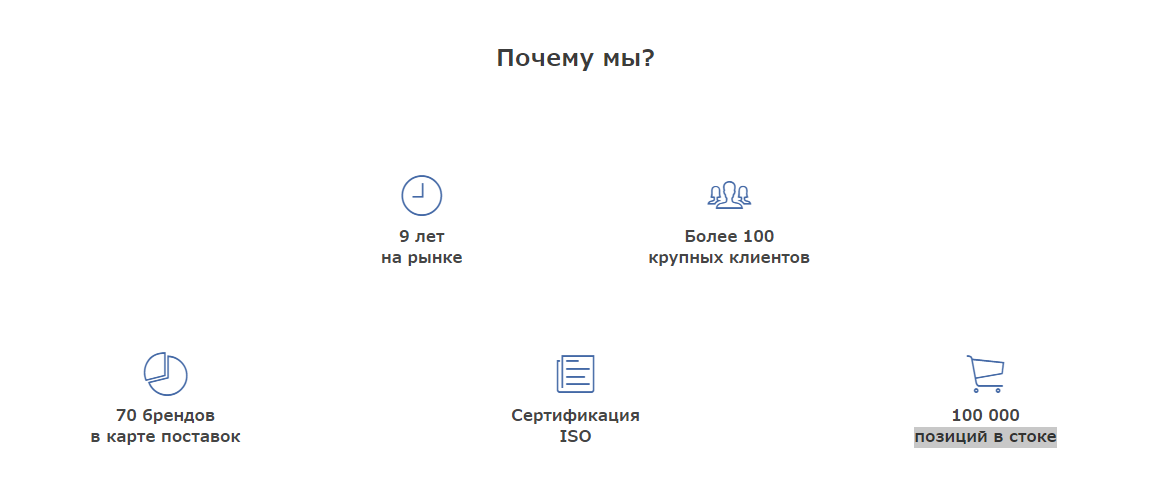 Почему мы?
9 лет
на рынке
Более 100
крупных клиентов
70 брендов
в карте поставок
Сертификация
ISO
100 000
позиций в стоке